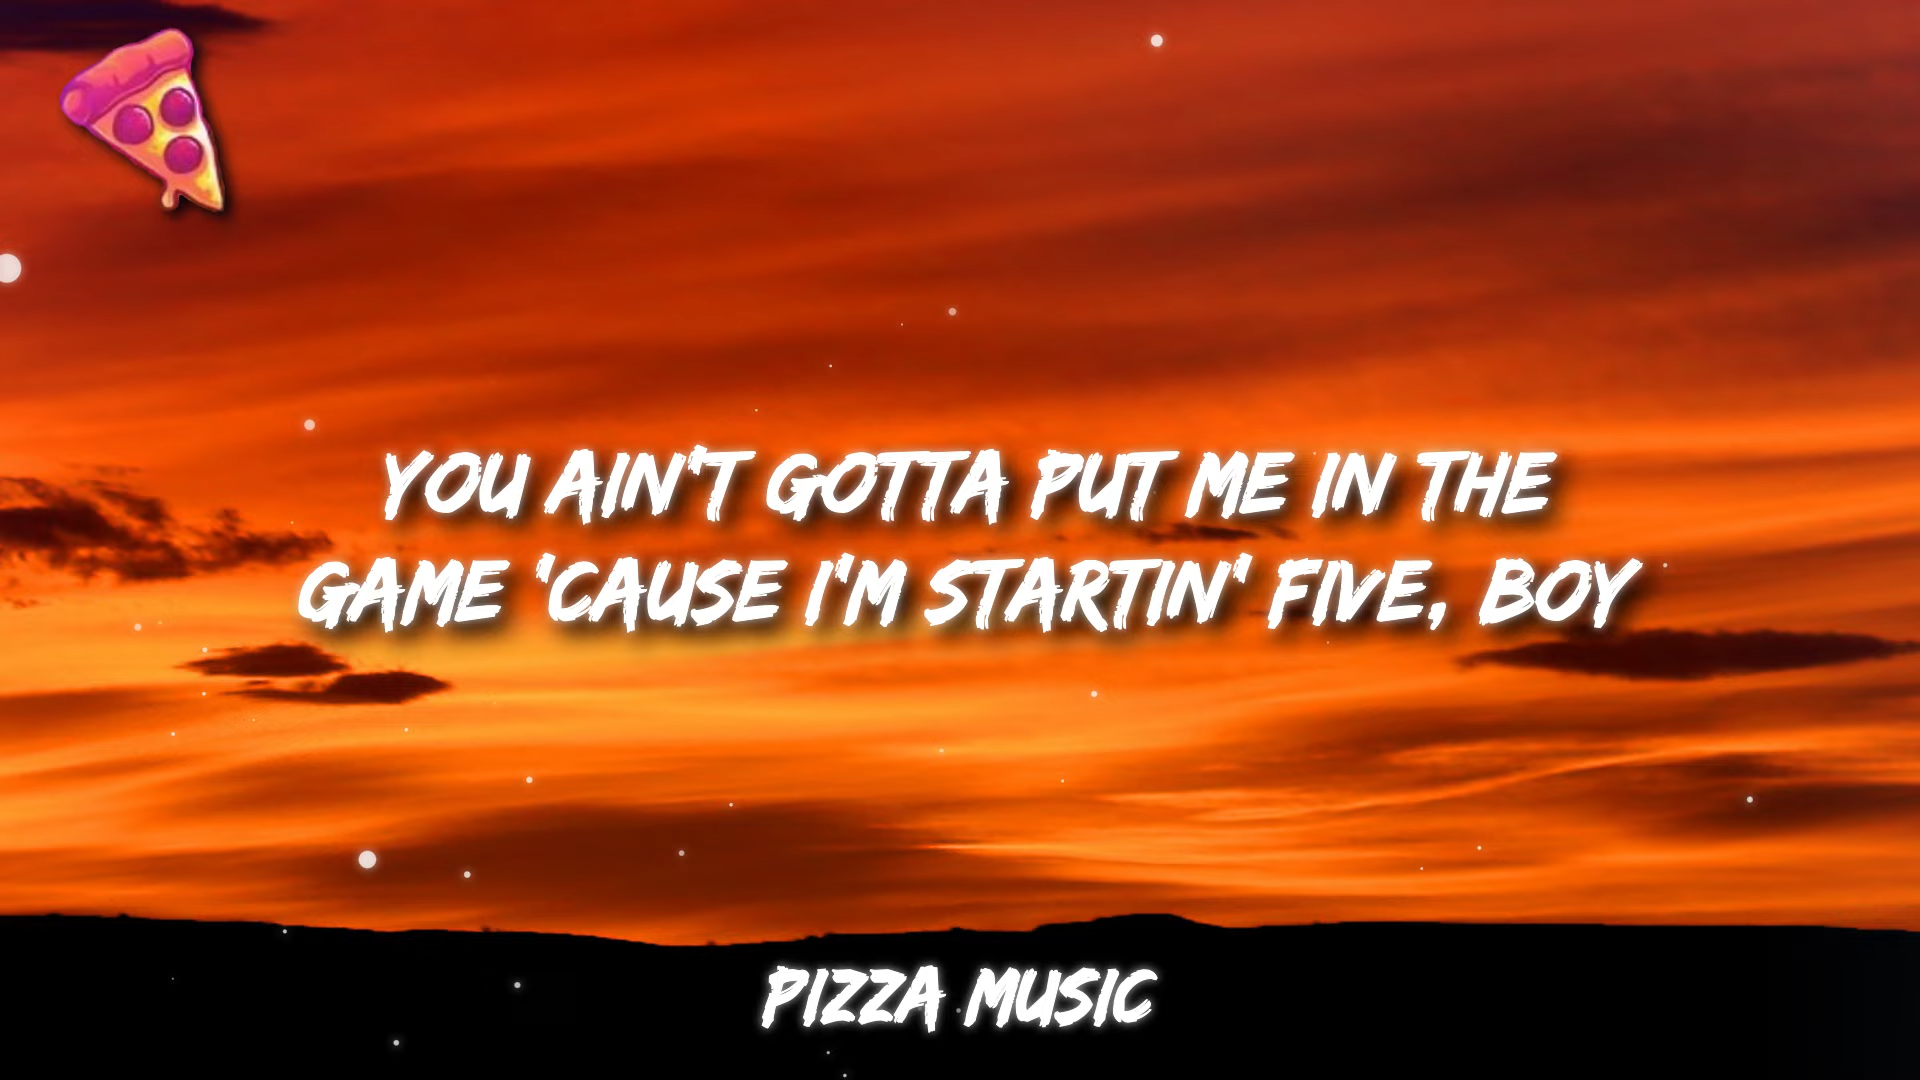 YOU AIN'T GOTTA PUT ME IN THE
GAME 'CAUSE I'M STARTIN' FIVE, BOY
PIZZA MUSIC